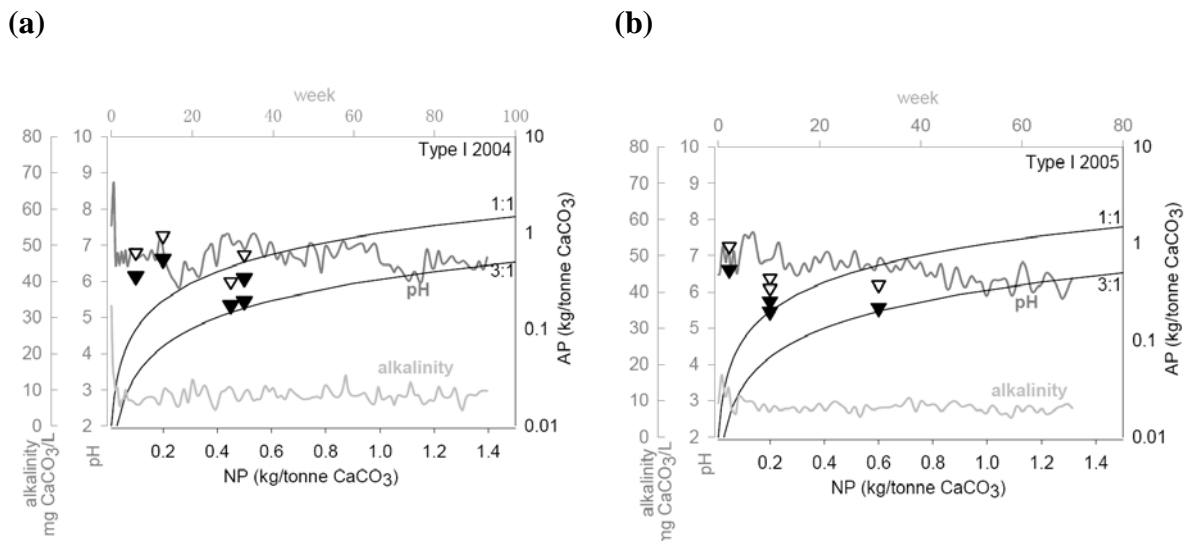 (a)
week
0 20 40 60 80 100
80
70
60
50
40
30
20
10
0
alkalinity
mg CaCO3/L
10
9
8
7
6
5
4
3
2
pH
Type I 2004
1:1
3:1
pH
alkalinity
10
1
0.1
0.01
AP (kg/tonne CaCO3)
0.2 0.4 0.6 0.8 1.0 1.2 1.4
NP (kg/tonne CaCO3)
(b)
week
0 20 40 60 80
80
70
60
50
40
30
20
10
0
alkalinity
mg CaCO3/L
10
9
8
7
6
5
4
3
2
pH
Type I 2005
1:1
3:1
pH
alkalinity
10
1
0.1
0.01
AP (kg/tonne CaCO3)
0.2 0.4 0.6 0.8 1.0 1.2 1.4
NP (kg/tonne CaCO3)